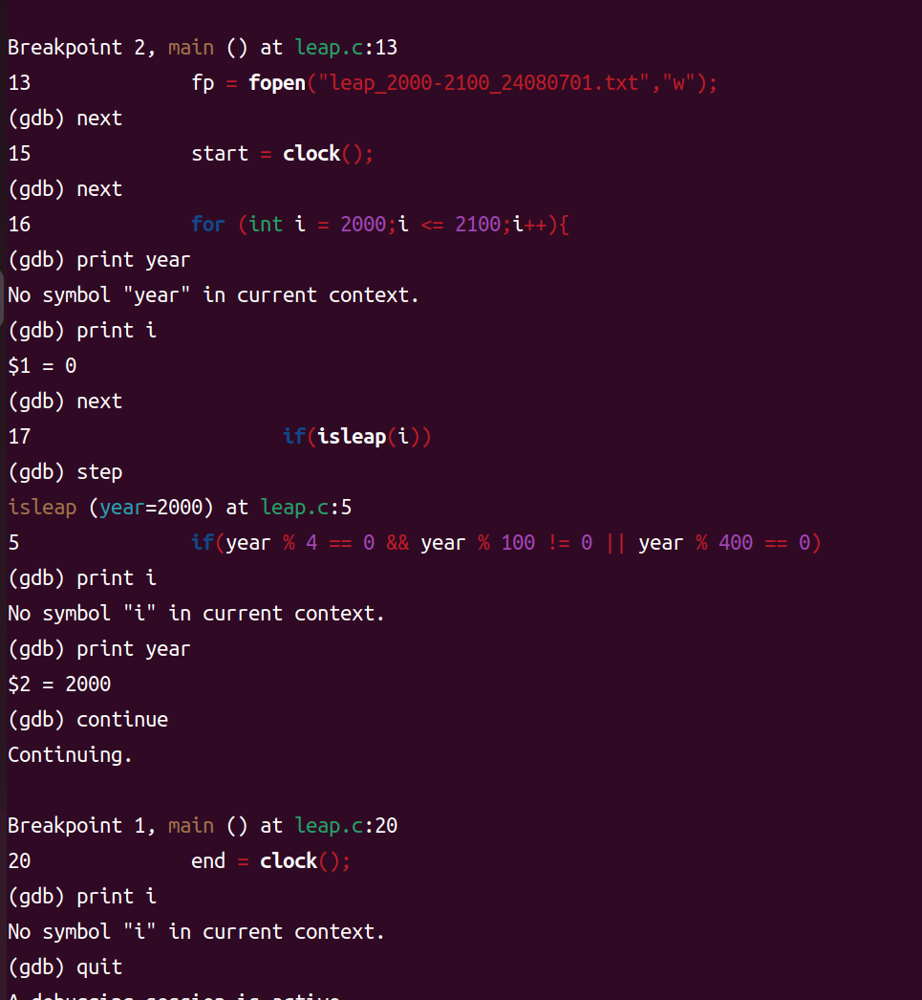 Breakpoint 2, main () at leap.c:13
13 fp = fopen("leap_2000-2100_24080701.txt","w");
(gdb) next
15 start = clock();
(gdb) next
16 for (int i = 2000;i <= 2100;i++){
(gdb) print year
No symbol "year" in current context.
(gdb) print i
$1 = 0
(gdb) next
17 if(isleap(i))
(gdb) step
isleap (year=2000) at leap.c:5
5 if(year % 4 == 0 && year % 100 != 0 || year % 400 == 0)
(gdb) print i
No symbol "i" in current context.
(gdb) print year
$2 = 2000
(gdb) continue
Continuing.
Breakpoint 1, main () at leap.c:20
20 end = clock();
(gdb) print i
No symbol "i" in current context.
(gdb) quit
A debugging session is active.